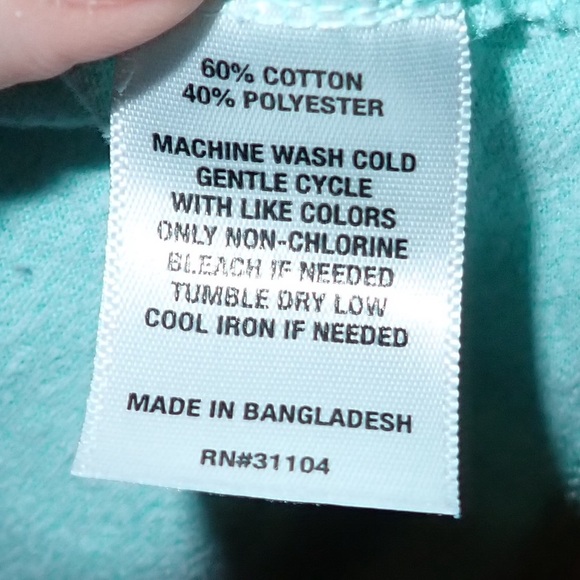 60% COTTON
40% POLYESTER
MACHINE WASH COLD
GENTLE CYCLE
WITH LIKE COLORS
ONLY NON-CHLORINE
BLEACH IF NEEDED
TUMBLE DRY LOW
COOL IRON IF NEEDED
MADE IN BANGLADESH
RN#31104